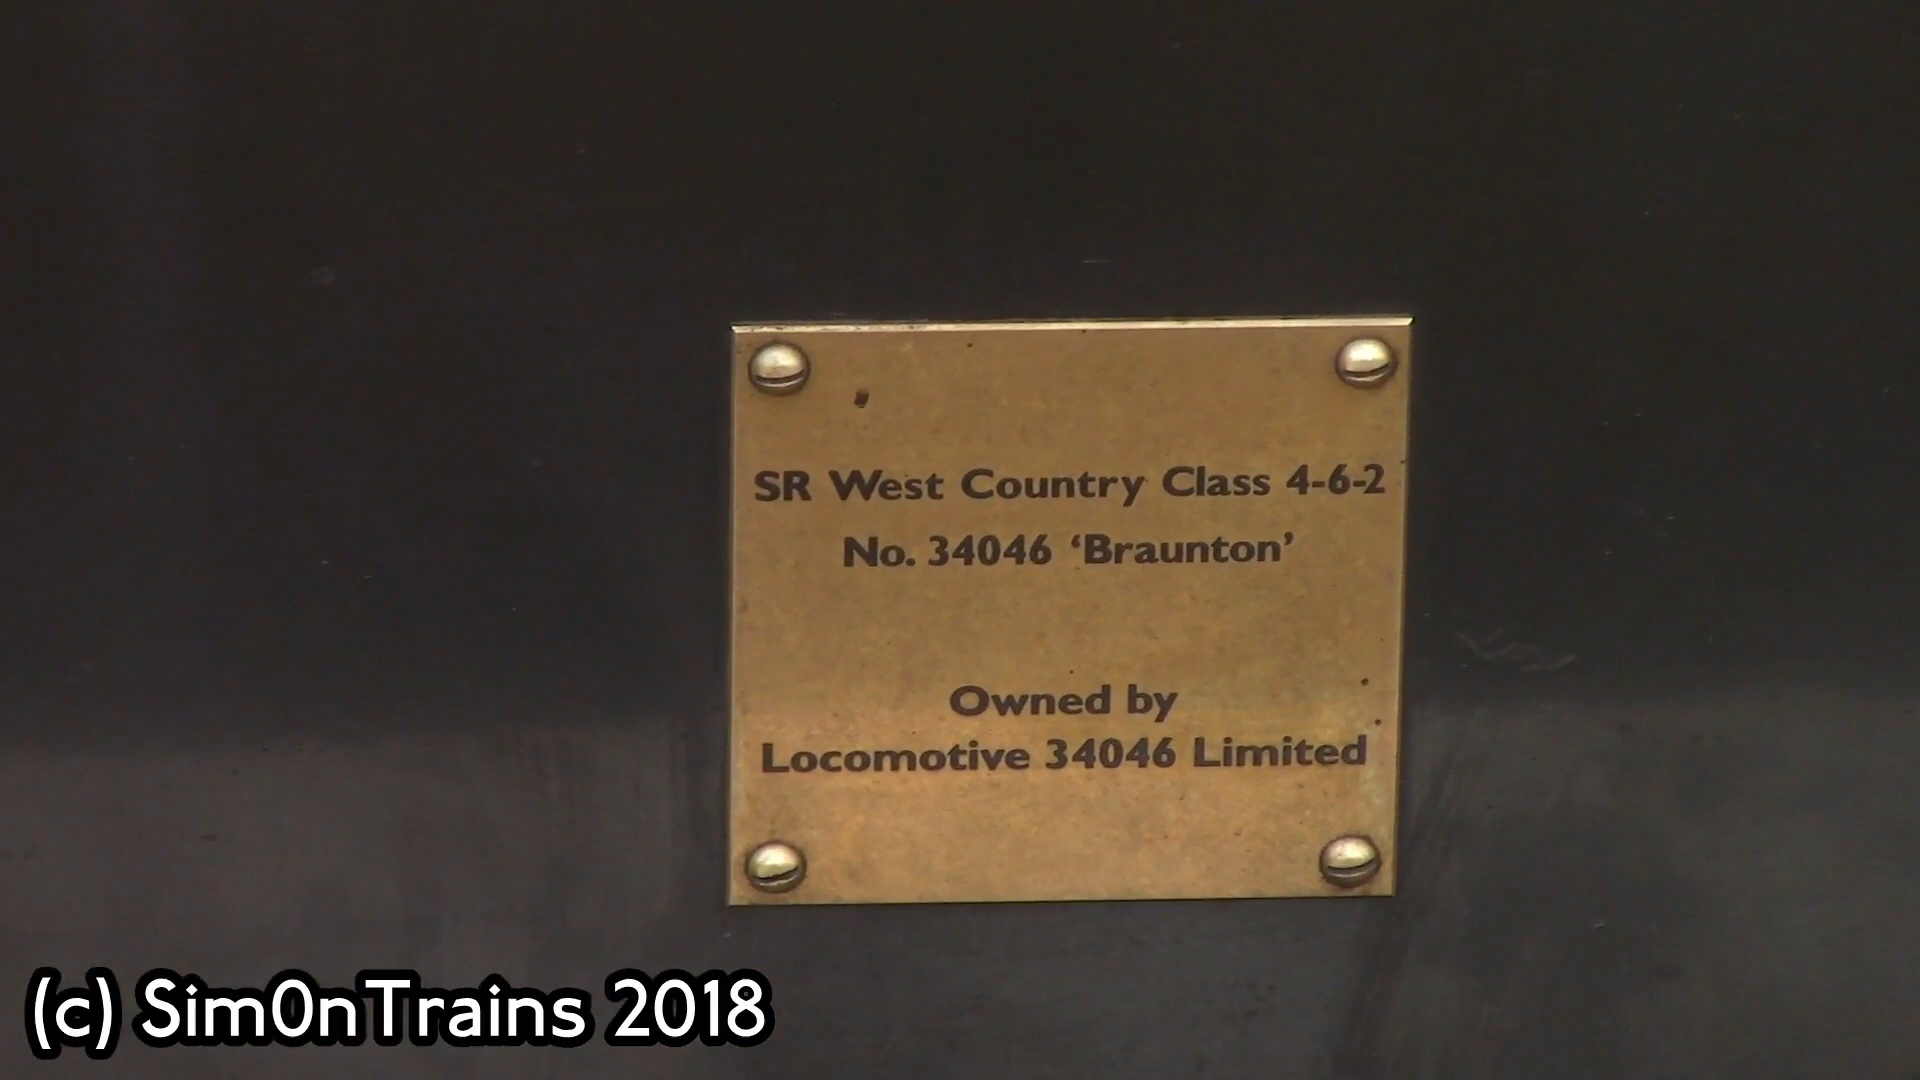 SR West Country Class 4-6-2
No. 34046 ‘Braunton’
Owned by
Locomotive 34046 Limited
(c) Sim0nTrains 2018